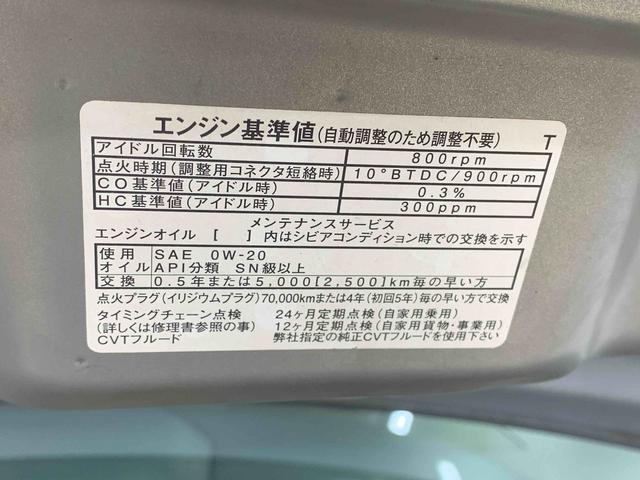 エンジン基準値(自動調整のため調整不要) T
アイドル回転数 800rpm
点火時期(調整用コネクタ短絡時) 10°BTDC/900rpm
CO基準値(アイドル時) 0.3%
HC基準値(アイドル時) 300ppm
メンテナンスサービス
エンジンオイル [ ] 内はシビアコンディション時での交換を示す
使用 SAE 0W-20
オイル API分類 SN級以上
交換 0.5年または5,000[2,500]km毎の早い方
点火プラグ(イリジウムプラグ)70,000kmまたは4年(初回5年)毎の早い方で交換
タイミングチェーン点検 24ヶ月定期点検(自家用乗用)
(詳しくは修理書参照の事) 12ヶ月定期点検(自家用貨物・事業用)
CVTフルード 弊社指定の純正CVTフルードを使用下さい